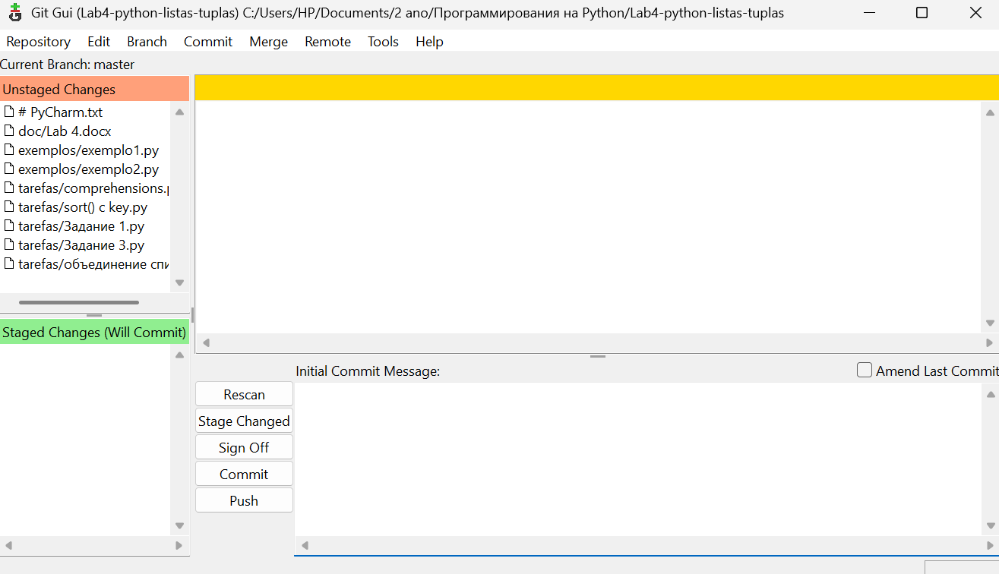 Git Gui (Lab4-python-listas-tuplas) C:/Users/HP/Documents/2 ano/Программирования на Python/Lab4-python-listas-tuplas
Repository Edit Branch Commit Merge Remote Tools Help
Current Branch: master
Unstaged Changes
# PyCharm.txt
doc/Lab 4.docx
exemplos/exemplo1.py
exemplos/exemplo2.py
tarefas/comprehensions.p
tarefas/sort() с key.py
tarefas/Задание 1.py
tarefas/Задание 3.py
tarefas/объединение спи
Staged Changes (Will Commit)
Initial Commit Message:
Amend Last Commit
Rescan
Stage Changed
Sign Off
Commit
Push